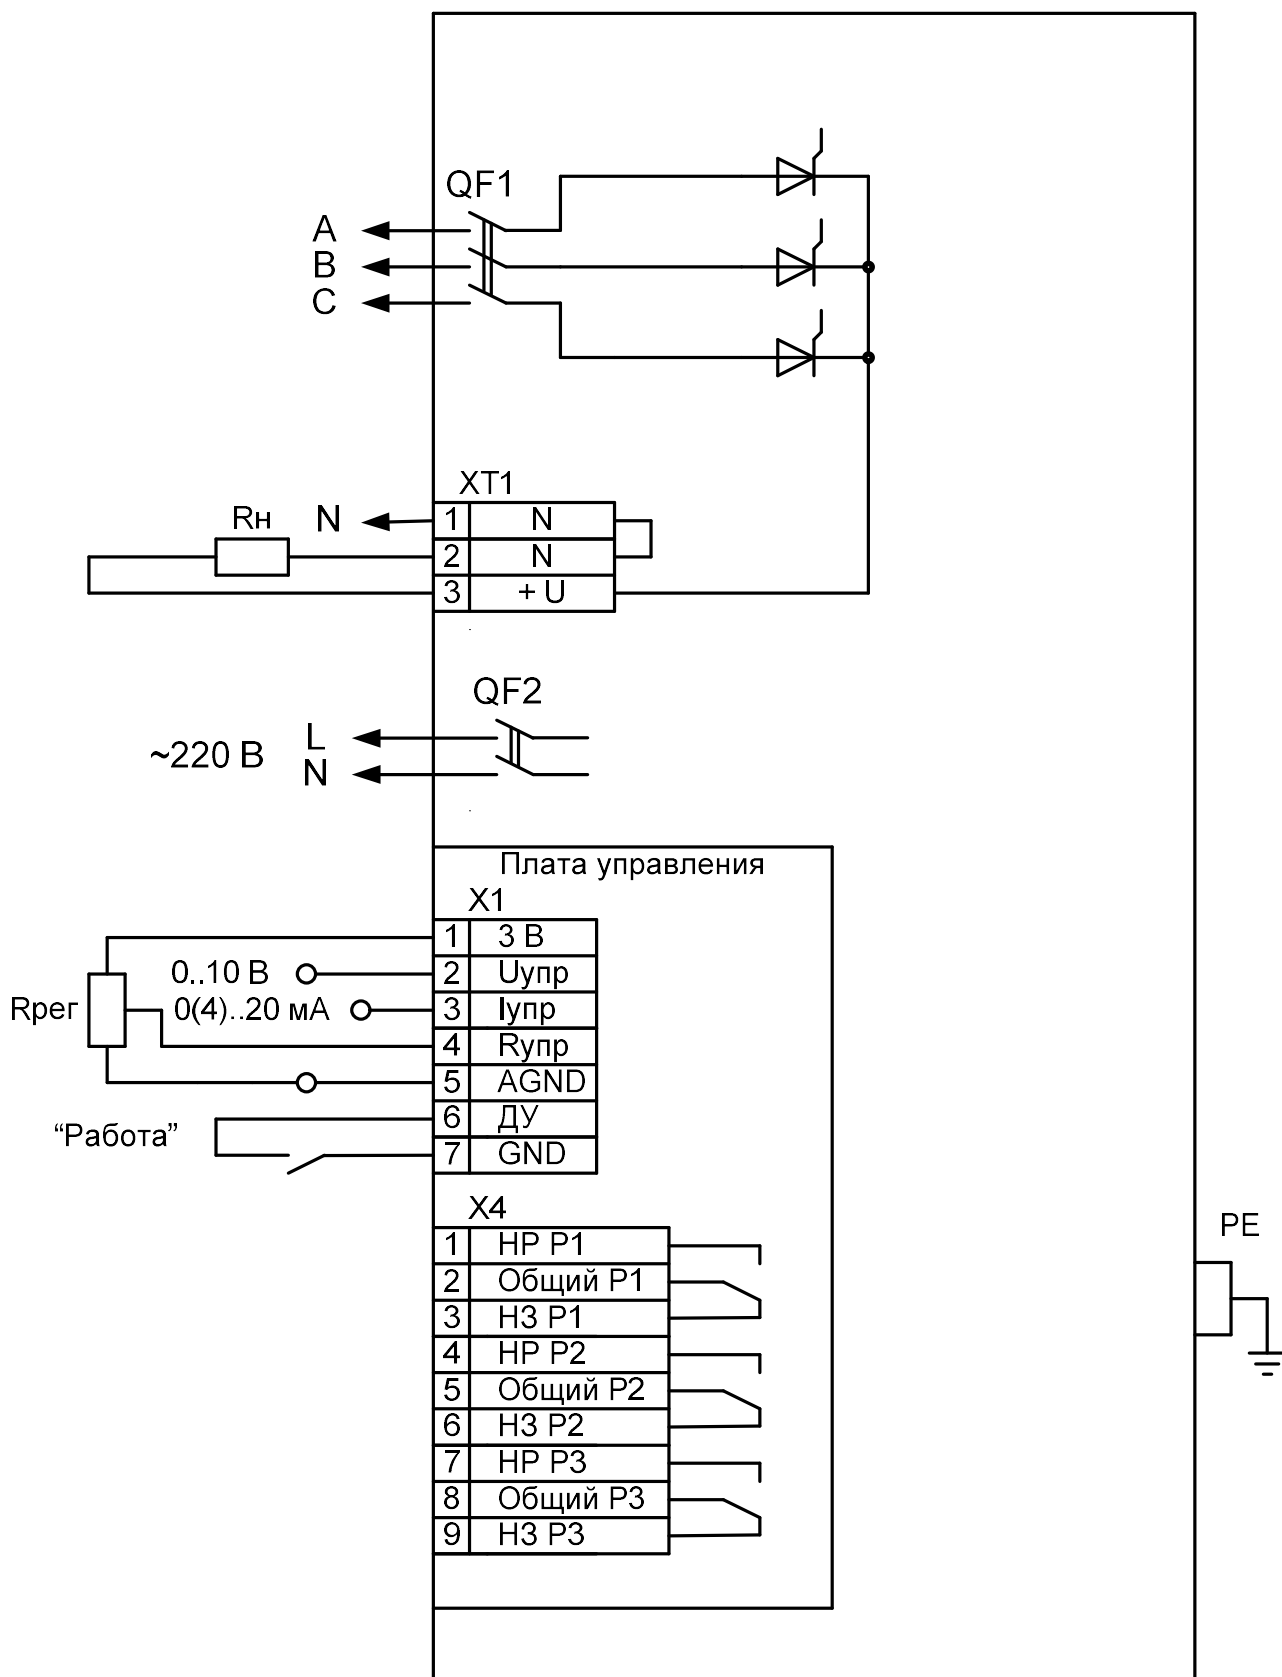 QF1
A
B
C
XT1
Rн N 1 N
2 N
3 + U
QF2
~220 В L
N
Плата управления
X1
1 3 В
0..10 В 2 Uупр
Rрег 0(4)..20 мА 3 Iупр
4 Rупр
5 AGND
6 ДУ
“Работа” 7 GND
X4
1 НР Р1
PE
2 Общий Р1
3 НЗ Р1
4 НР Р2
5 Общий Р2
6 НЗ Р2
7 НР Р3
8 Общий Р3
9 НЗ Р3